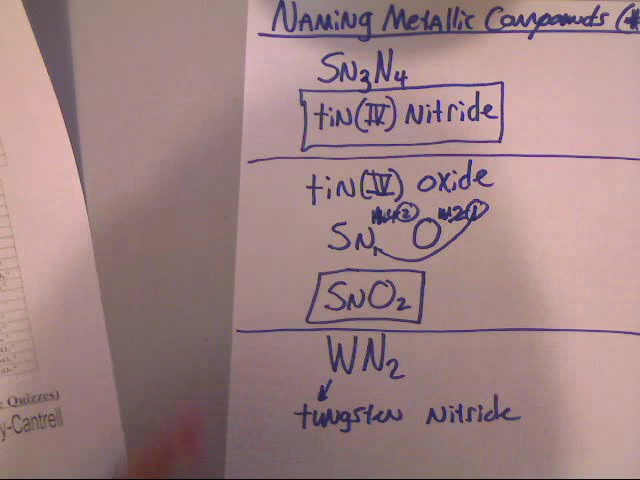 Naming Metallic Compounds (#
Sn3N4
tin(IV) Nitride
tin(IV) oxide
Sn O
SnO2
WN2
tungsten Nitride
Quizzes)
y-Cantrell